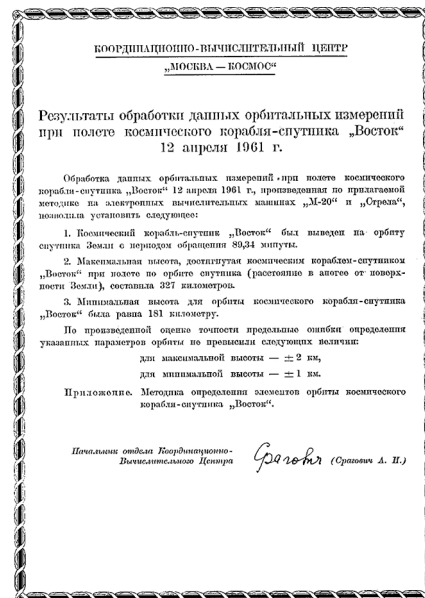 КООРДИНАЦИОННО-ВЫЧИСЛИТЕЛЬНЫЙ ЦЕНТР
„МОСКВА — КОСМОС“
Результаты обработки данных орбитальных измерений
при полете космического корабля-спутника „Восток“
12 апреля 1961 г.
Обработка данных орбитальных измерений при полете космического
корабля-спутника „Восток“ 12 апреля 1961 г., произведенная по прилагаемой
методике на электронных вычислительных машинах „М-20“ и „Стрела“,
позволила установить следующее:
1. Космический корабль-спутник „Восток“ был выведен на орбиту
спутника Земли с периодом обращения 89,34 минуты.
2. Максимальная высота, достигнутая космическим кораблем-спутником
„Восток“ при полете по орбите спутника (расстояние в апогее от поверх-
ности Земли), составила 327 километров.
3. Минимальная высота для орбиты космического корабля-спутника
„Восток“ была равна 181 километру.
По произведенной оценке точности предельные ошибки определения
указанных параметров орбиты не превысили следующих величин:
для максимальной высоты — ± 2 км,
для минимальной высоты — ± 1 км.
Приложение. Методика определения элементов орбиты космического
корабля-спутника „Восток“.
Начальник отдела Координационно-
Вычислительного Центра
Срагович (Срагович А. И.)